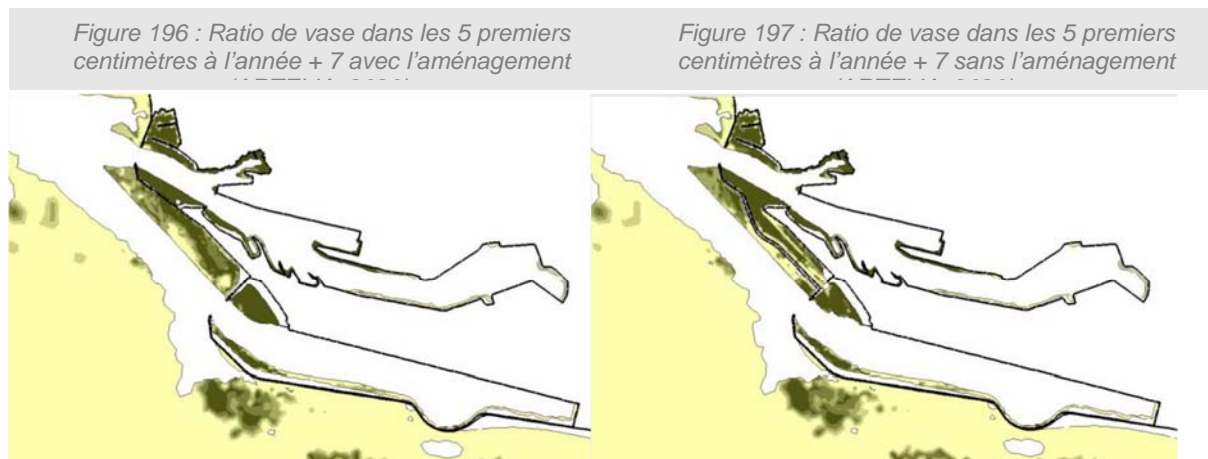 Figure 196 : Ratio de vase dans les 5 premiers
centimètres à l'année + 7 avec l'aménagement
Figure 197 : Ratio de vase dans les 5 premiers
centimètres à l'année + 7 sans l'aménagement